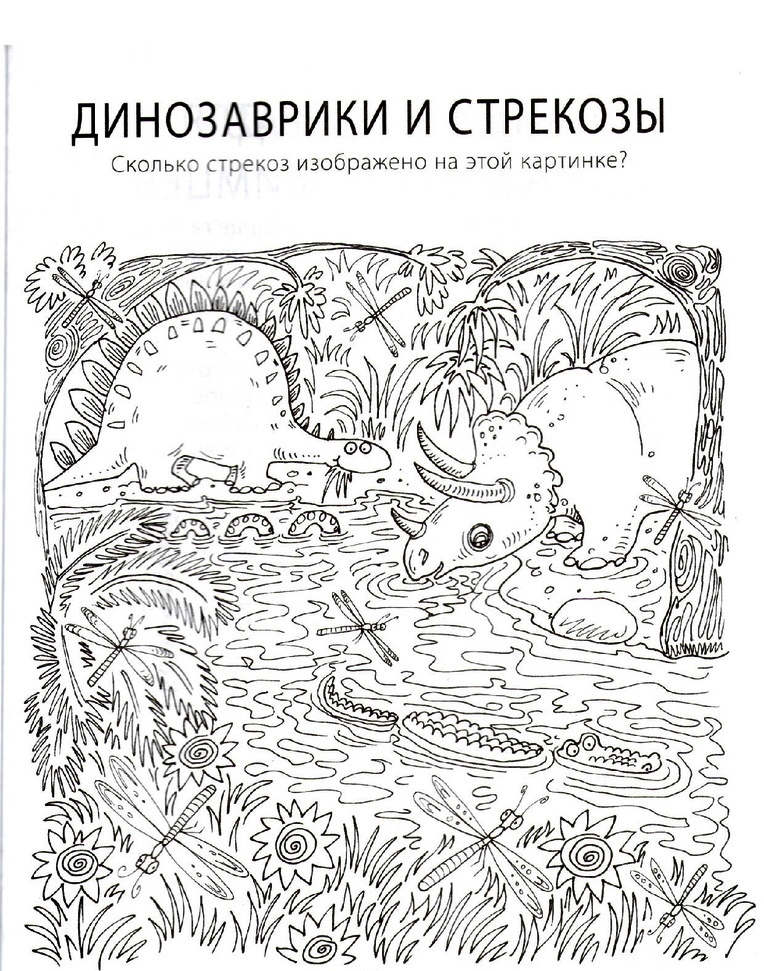 ДИНОЗАВРИКИ И СТРЕКОЗЫ
Сколько стрекоз изображено на этой картинке?